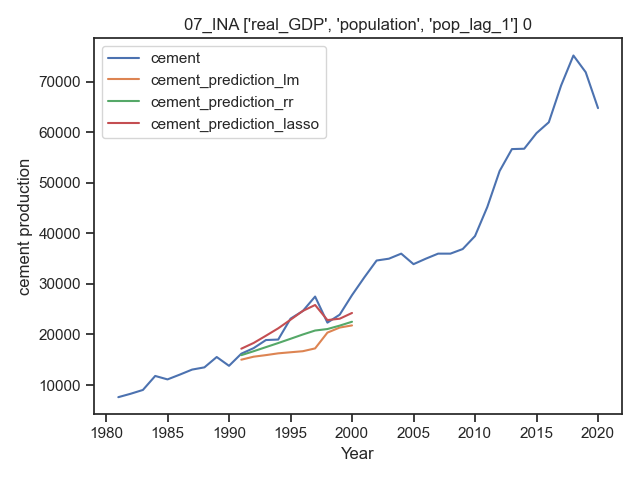 07_INA ['real_GDP', 'population', 'pop_lag_1'] 0
cement
cement_prediction_lm
cement_prediction_rr
cement_prediction_lasso
cement production
70000
60000
50000
40000
30000
20000
10000
1980 1985 1990 1995 2000 2005 2010 2015 2020
Year